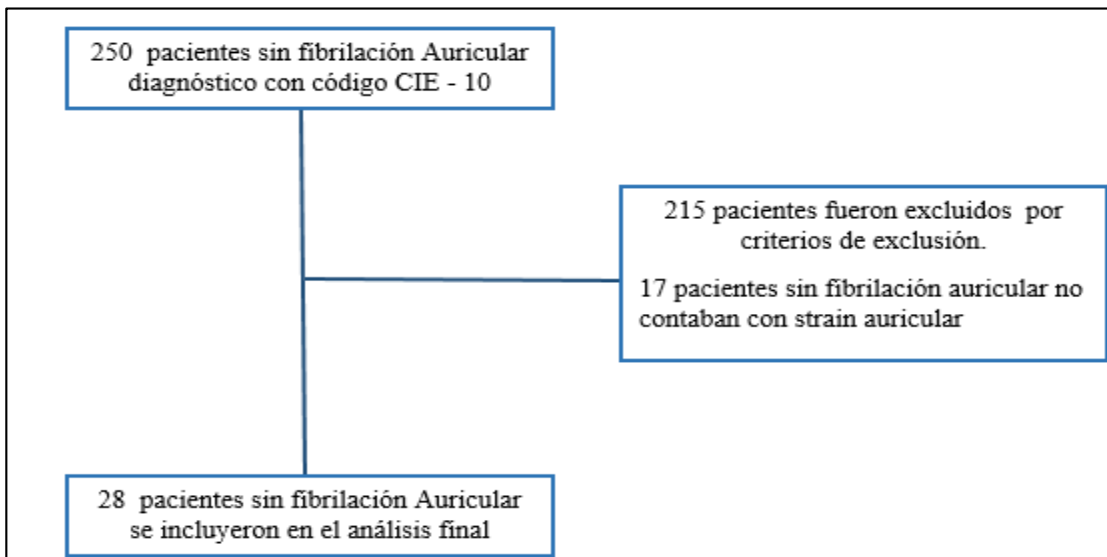 250 pacientes sin fibrilación Auricular
diagnóstico con código CIE - 10
215 pacientes fueron excluidos por
criterios de exclusión.
17 pacientes sin fibrilación auricular no
contaban con strain auricular
28 pacientes sin fibrilación Auricular
se incluyeron en el análisis final